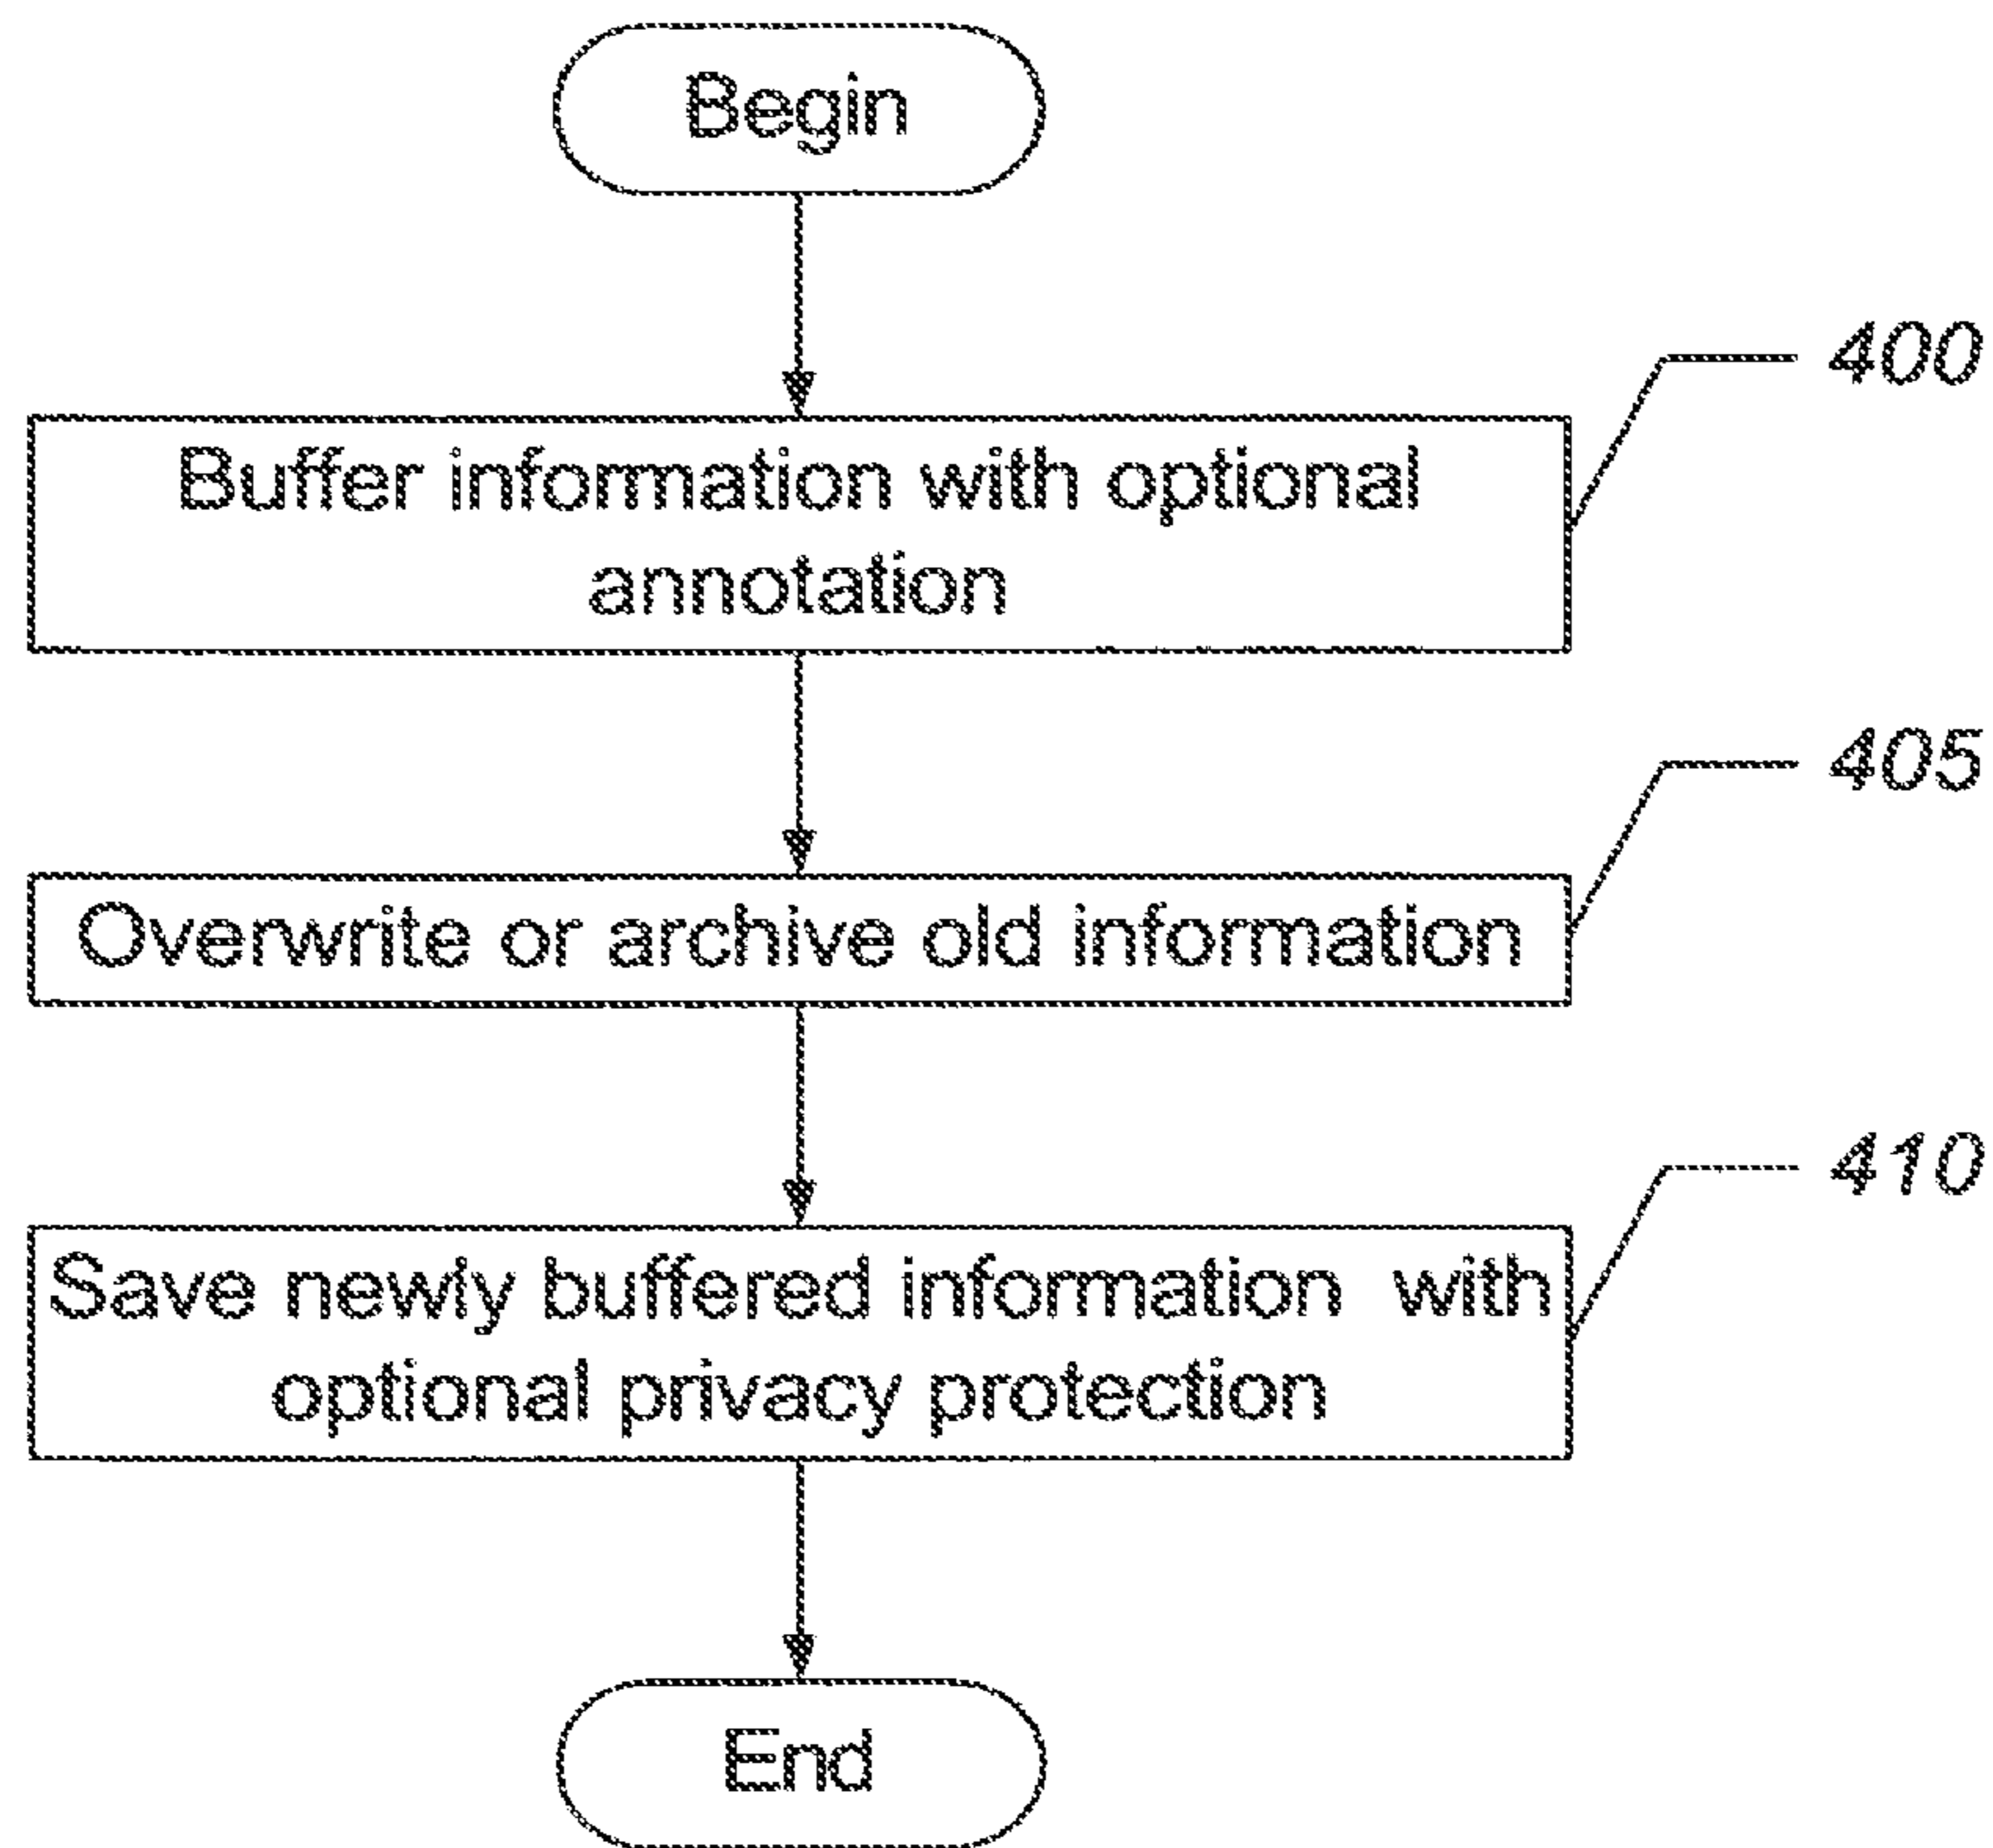 Begin
400
Buffer information with optional
annotation
405
Overwrite or archive old information
410
Save newly buffered information with
optional privacy protection
End